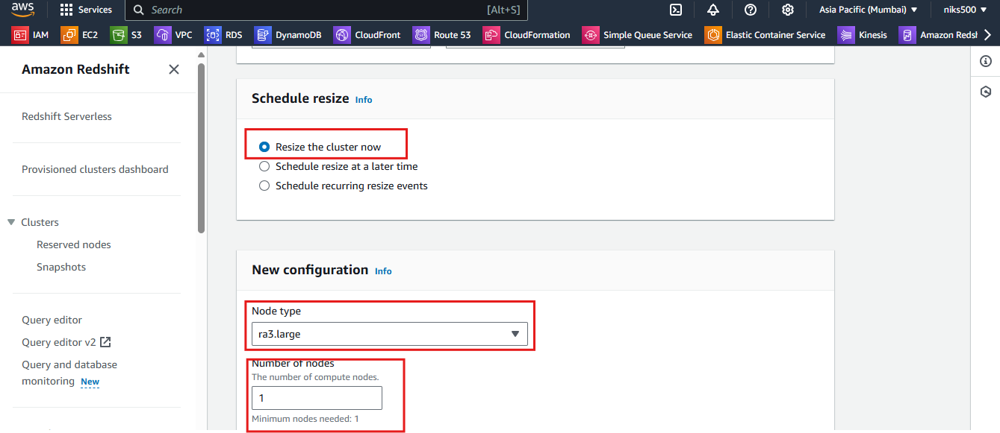 aws Services Search [Alt+S] Asia Pacific (Mumbai) niks500
IAM EC2 S3 VPC RDS DynamoDB CloudFront Route 53 CloudFormation Simple Queue Service Elastic Container Service Kinesis Amazon Redsh
Amazon Redshift
Redshift Serverless
Provisioned clusters dashboard
Clusters
Reserved nodes
Snapshots
Query editor
Query editor v2
Query and database
monitoring New
Schedule resize Info
Resize the cluster now
Schedule resize at a later time
Schedule recurring resize events
New configuration Info
Node type
ra3.large
Number of nodes
The number of compute nodes.
1
Minimum nodes needed: 1